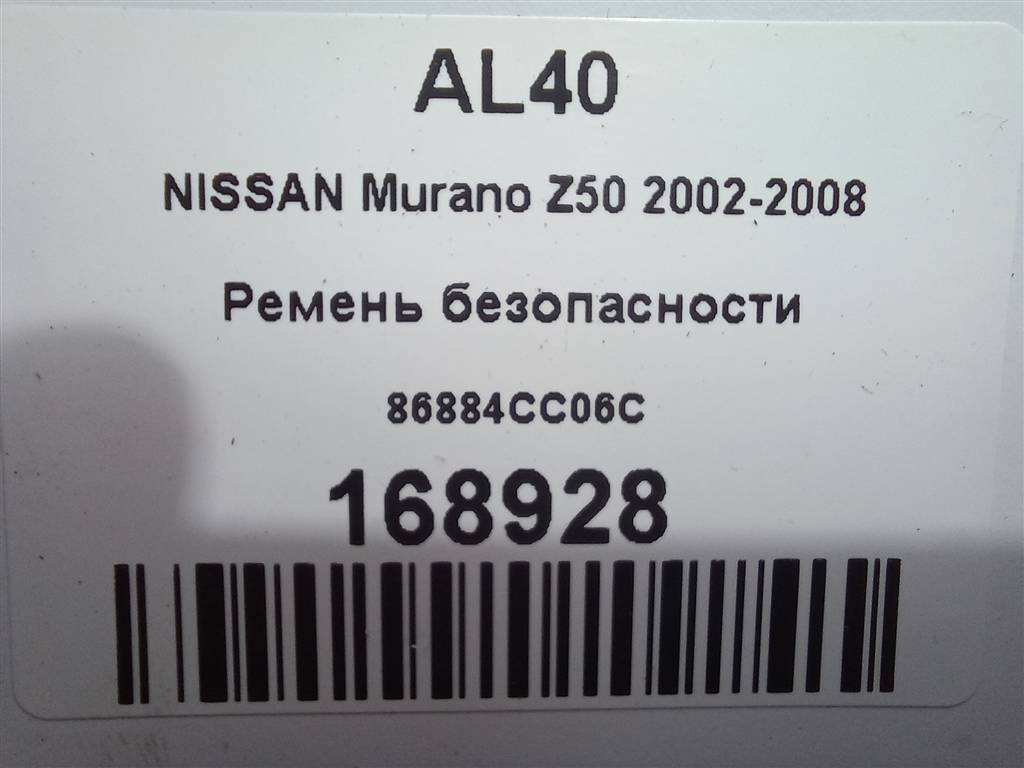 AL40
NISSAN Murano Z50 2002-2008
Ремень безопасности
86884CC06C
168928